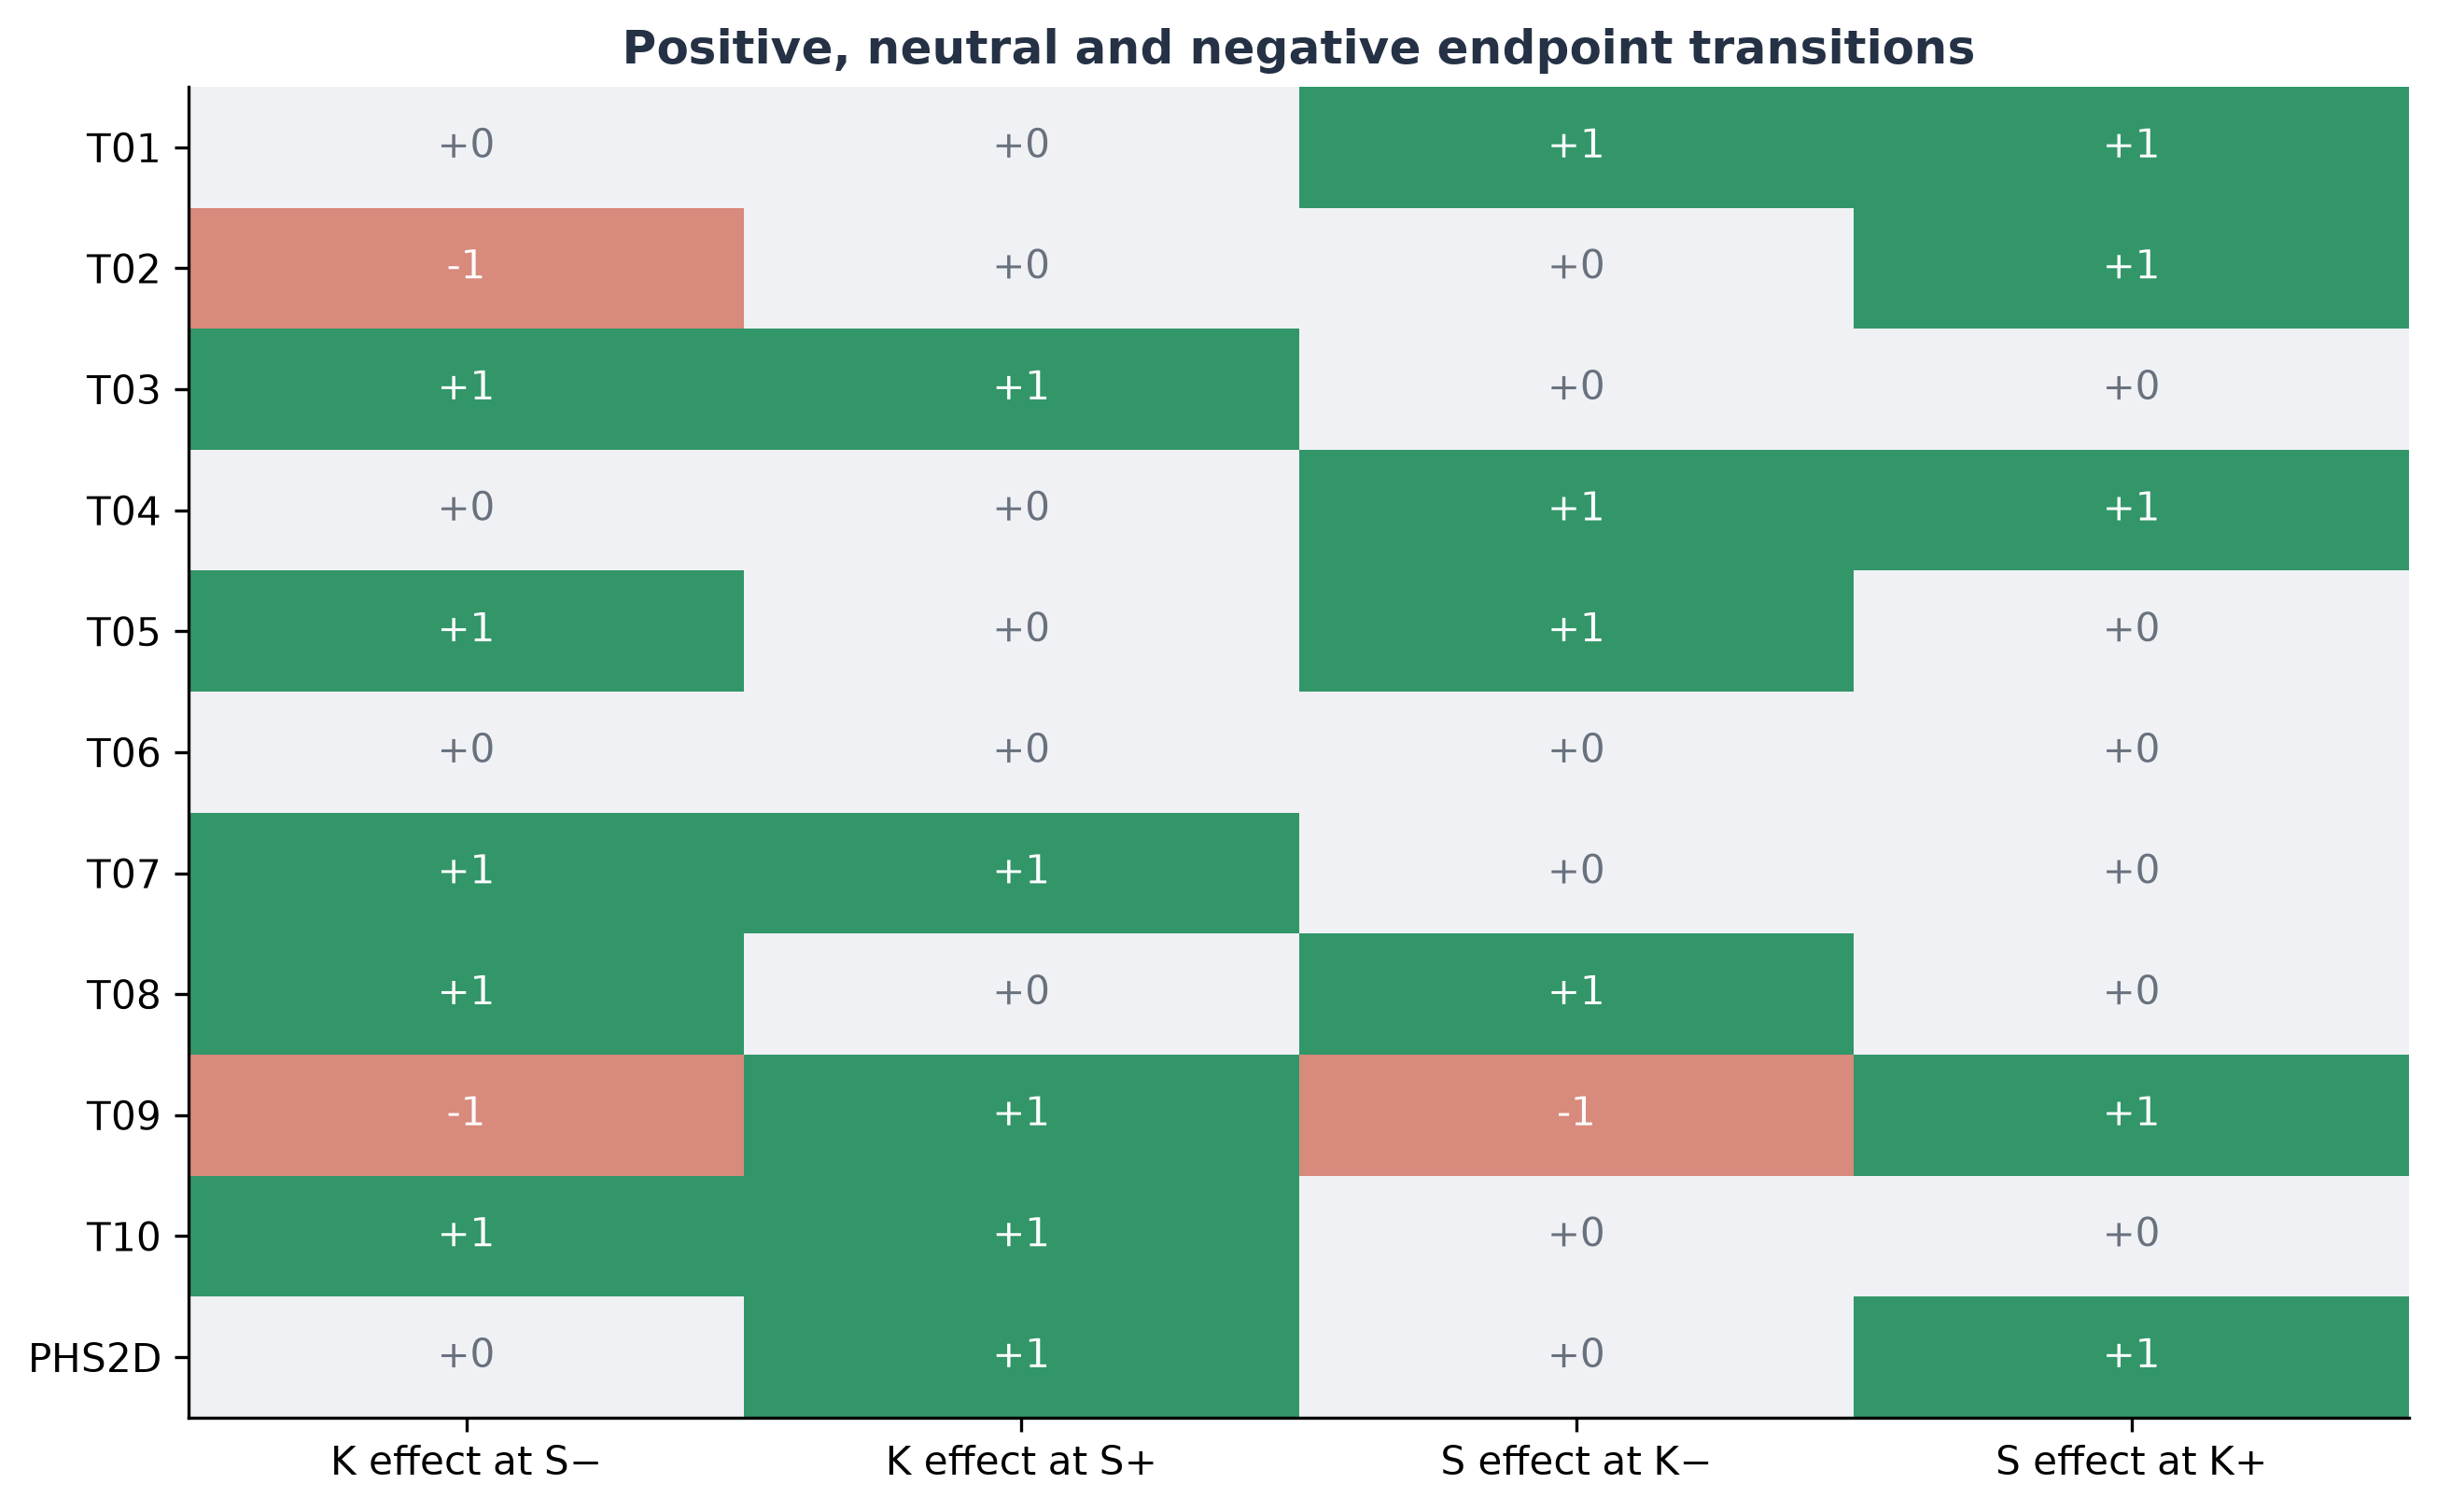 Positive, neutral and negative endpoint transitions
T01 +0 +0 +1 +1
T02 -1 +0 +0 +1
T03 +1 +1 +0 +0
T04 +0 +0 +1 +1
T05 +1 +0 +1 +0
T06 +0 +0 +0 +0
T07 +1 +1 +0 +0
T08 +1 +0 +1 +0
T09 -1 +1 -1 +1
T10 +1 +1 +0 +0
PHS2D +0 +1 +0 +1
K effect at S− K effect at S+ S effect at K− S effect at K+